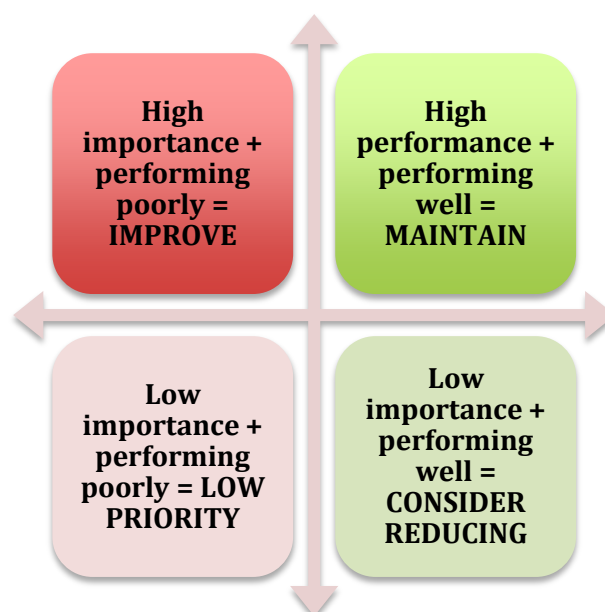 High
importance +
performing
poorly =
IMPROVE
High
performance +
performing
well =
MAINTAIN
Low
importance +
performing
poorly = LOW
PRIORITY
Low
importance +
performing
well =
CONSIDER
REDUCING